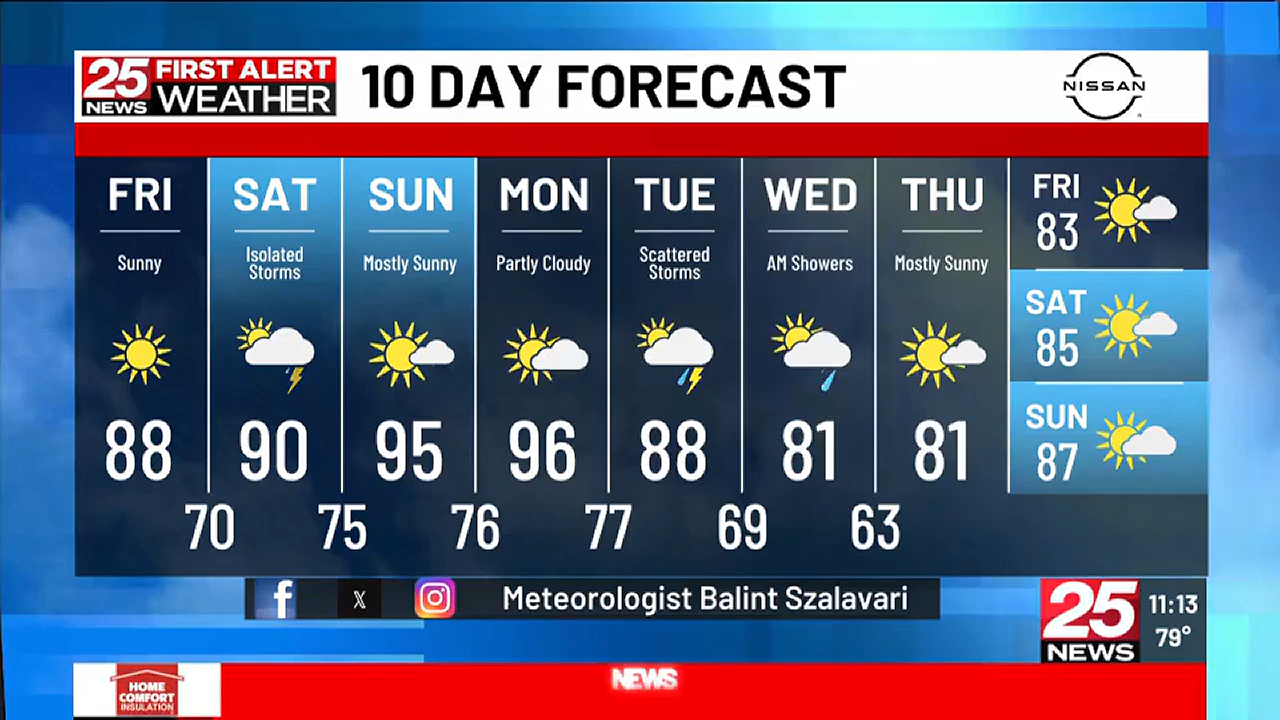 25 NEWS FIRST ALERT WEATHER
10 DAY FORECAST
NISSAN
FRI
Sunny
88
SAT
Isolated
Storms
90
SUN
Mostly Sunny
95
MON
Partly Cloudy
96
TUE
Scattered
Storms
88
WED
AM Showers
81
THU
Mostly Sunny
81
70 75 76 77 69 63
FRI
83
SAT
85
SUN
87
f X Meteorologist Balint Szalavari
25
NEWS
11:13
79°
HOME
COMFORT
INSULATION
NEWS